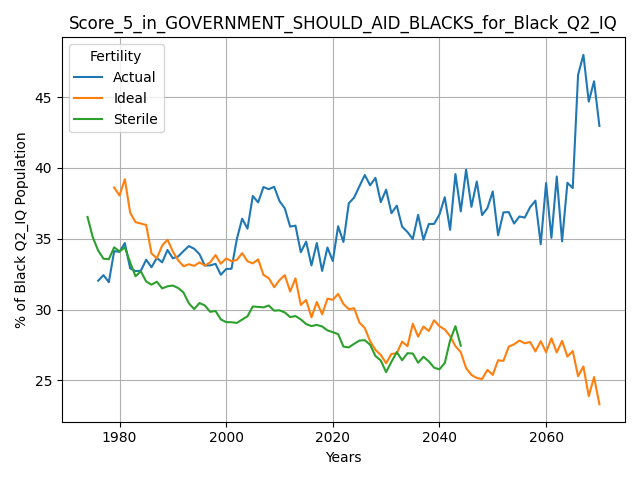 Score_5_in_GOVERNMENT_SHOULD_AID_BLACKS_for_Black_Q2_IQ
Fertility
Actual
Ideal
Sterile
% of Black Q2_IQ Population
45
40
35
30
25
1980 2000 2020 2040 2060
Years